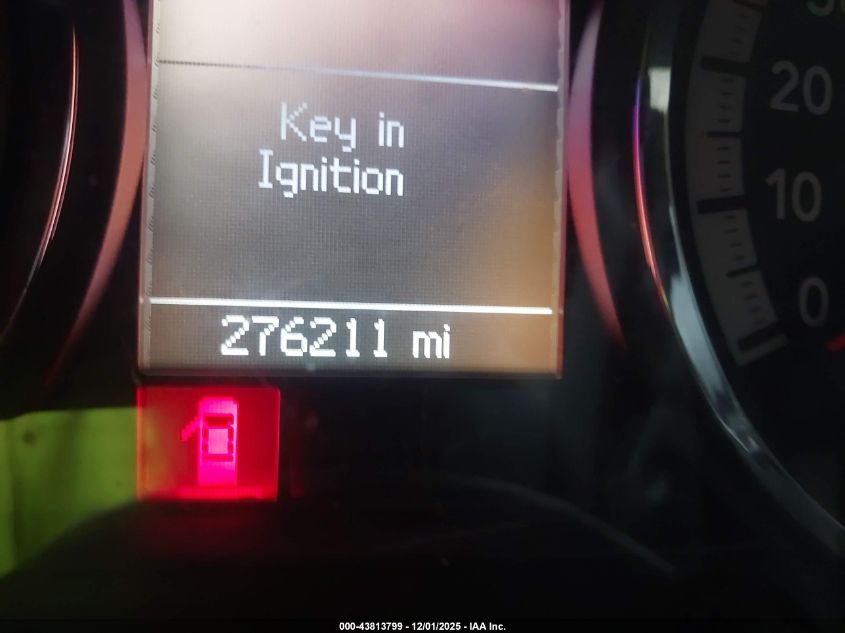 Key in
Ignition
276211 mi
20
10
0
000-43813799 - 12/01/2025 - IAA Inc.